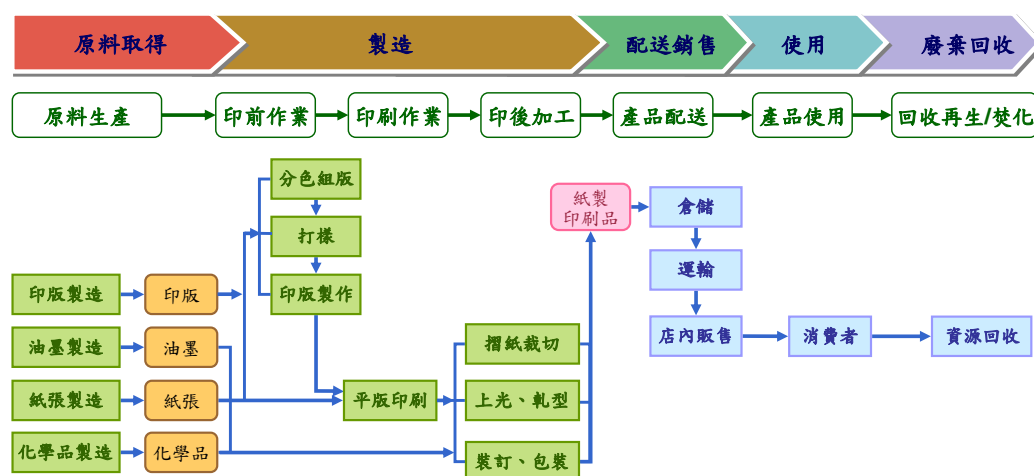 原料取得
製造
配送銷售
使用
廢棄回收
原料生產
印前作業
印刷作業
印後加工
產品配送
產品使用
回收再生/焚化
分色組版
打樣
印版製作
紙製
印刷品
倉儲
運輸
店內販售
消費者
資源回收
印版製造
印版
油墨製造
油墨
紙張製造
紙張
化學品製造
化學品
平版印刷
摺紙裁切
上光、軋型
裝訂、包裝